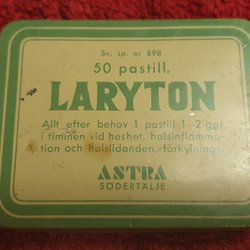 Sv. sp. nr 898
50 pastill.
LARYTON
Allt efter behov 1 pastill 1-2 ggr
i timmen vid heshet, halsinflamma-
tion och halslidanden, förkylning
ASTRA
SÖDERTÄLJE